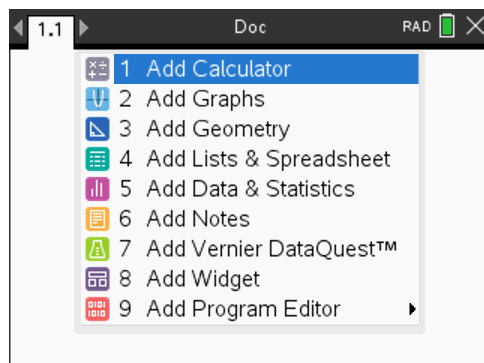 1.1 Doc RAD
1 Add Calculator
2 Add Graphs
3 Add Geometry
4 Add Lists & Spreadsheet
5 Add Data & Statistics
6 Add Notes
7 Add Vernier DataQuest™
8 Add Widget
9 Add Program Editor